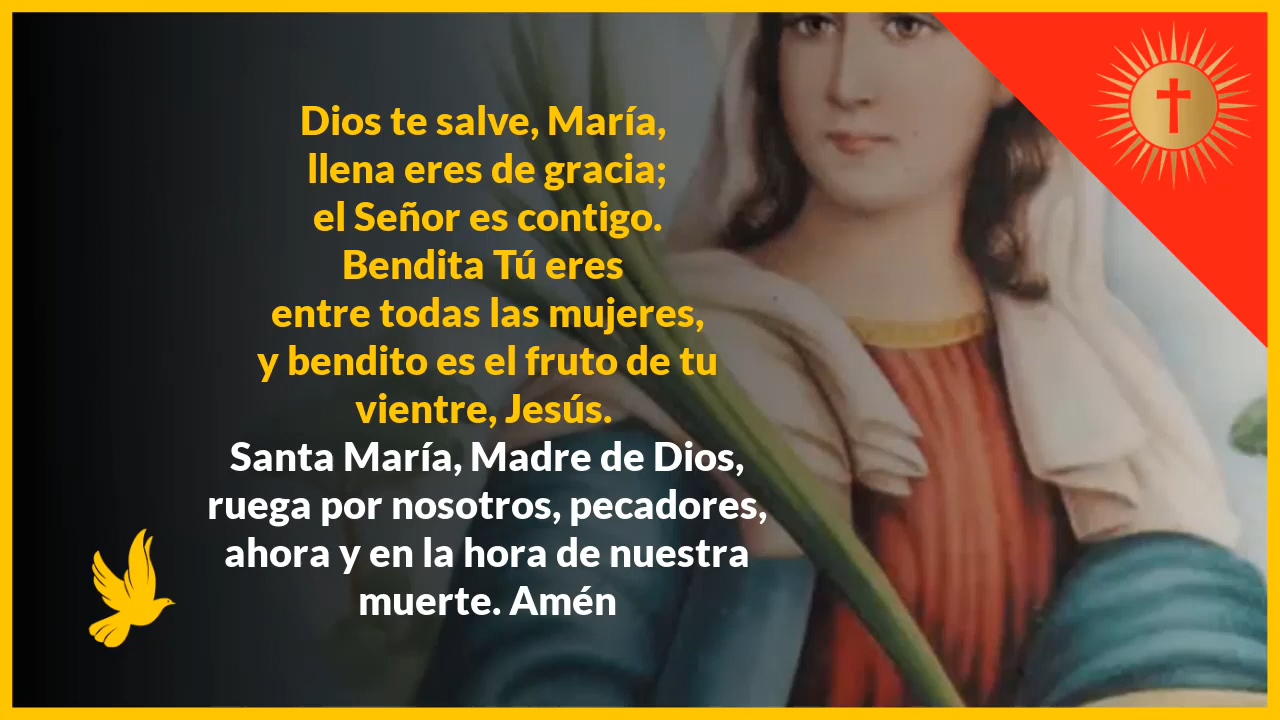 Dios te salve, María,
llena eres de gracia;
el Señor es contigo.
Bendita Tú eres
entre todas las mujeres,
y bendito es el fruto de tu
vientre, Jesús.
Santa María, Madre de Dios,
ruega por nosotros, pecadores,
ahora y en la hora de nuestra
muerte. Amén